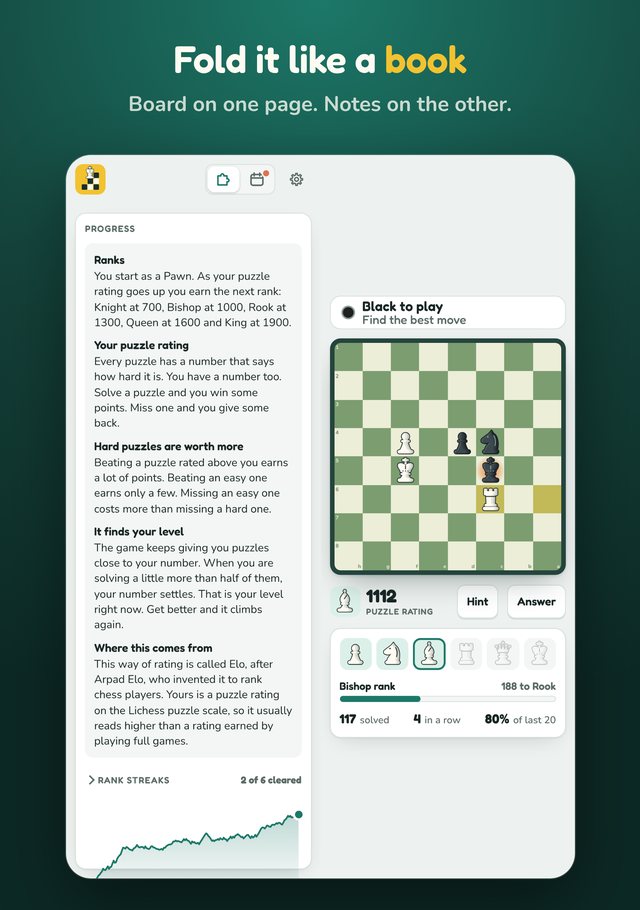 Fold it like a book
Board on one page. Notes on the other.
PROGRESS
Ranks
You start as a Pawn. As your puzzle
rating goes up you earn the next rank:
Knight at 700, Bishop at 1000, Rook at
1300, Queen at 1600 and King at 1900.
Your puzzle rating
Every puzzle has a number that says
how hard it is. You have a number too.
Solve a puzzle and you win some
points. Miss one and you give some
back.
Hard puzzles are worth more
Beating a puzzle rated above you earns
a lot of points. Beating an easy one
earns only a few. Missing an easy one
costs more than missing a hard one.
It finds your level
The game keeps giving you puzzles
close to your number. When you are
solving a little more than half of them,
your number settles. That is your level
right now. Get better and it climbs
again.
Where this comes from
This way of rating is called Elo, after
Arpad Elo, who invented it to rank
chess players. Yours is a puzzle rating
on the Lichess puzzle scale, so it usually
reads higher than a rating earned by
playing full games.
RANK STREAKS
2 of 6 cleared
Black to play
Find the best move
1
2
3
4
5
6
7
8
h g f e d c b a
1112
PUZZLE RATING
Hint
Answer
Bishop rank
188 to Rook
117 solved
4 in a row
80% of last 20